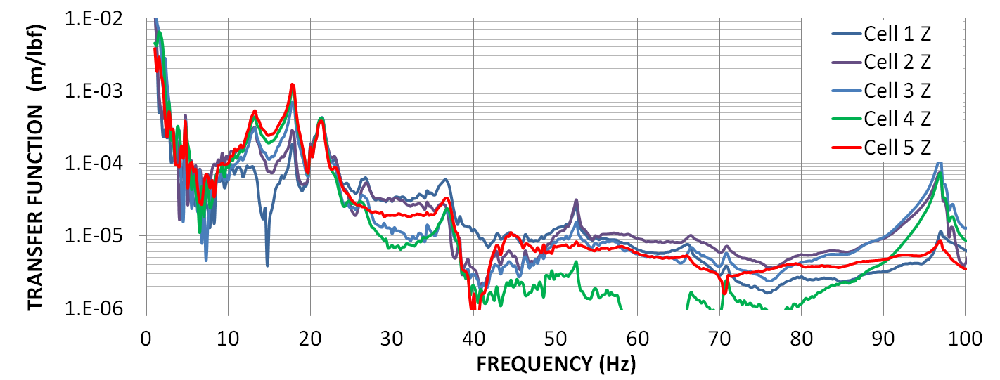 TRANSFER FUNCTION (m/lbf)
1.E-02
1.E-03
1.E-04
1.E-05
1.E-06
Cell 1 Z
Cell 2 Z
Cell 3 Z
Cell 4 Z
Cell 5 Z
0 10 20 30 40 50 60 70 80 90 100
FREQUENCY (Hz)